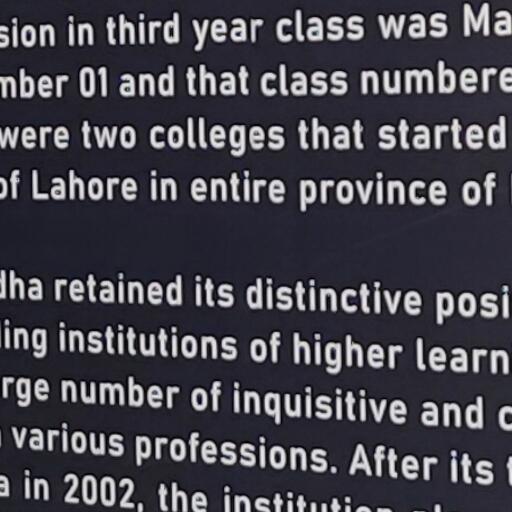 sion in third year class was Ma
mber 01 and that class numbere
were two colleges that started
of Lahore in entire province of
dha retained its distinctive posi
ding institutions of higher learn
rge number of inquisitive and c
various professions. After its t
a in 2002, the institution